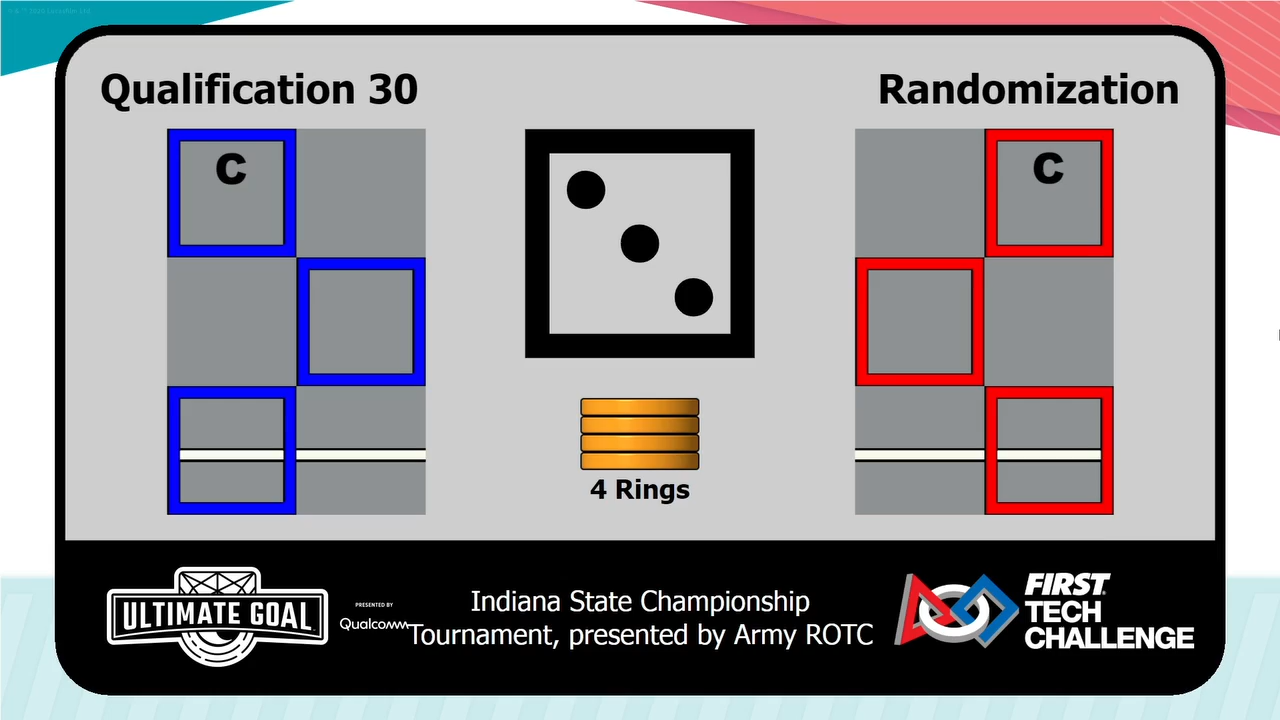 Qualification 30
Randomization
C
C
4 Rings
ULTIMATE GOAL
PRESENTED BY
Qualcomm
Indiana State Championship
Tournament, presented by Army ROTC
FIRST
TECH
CHALLENGE